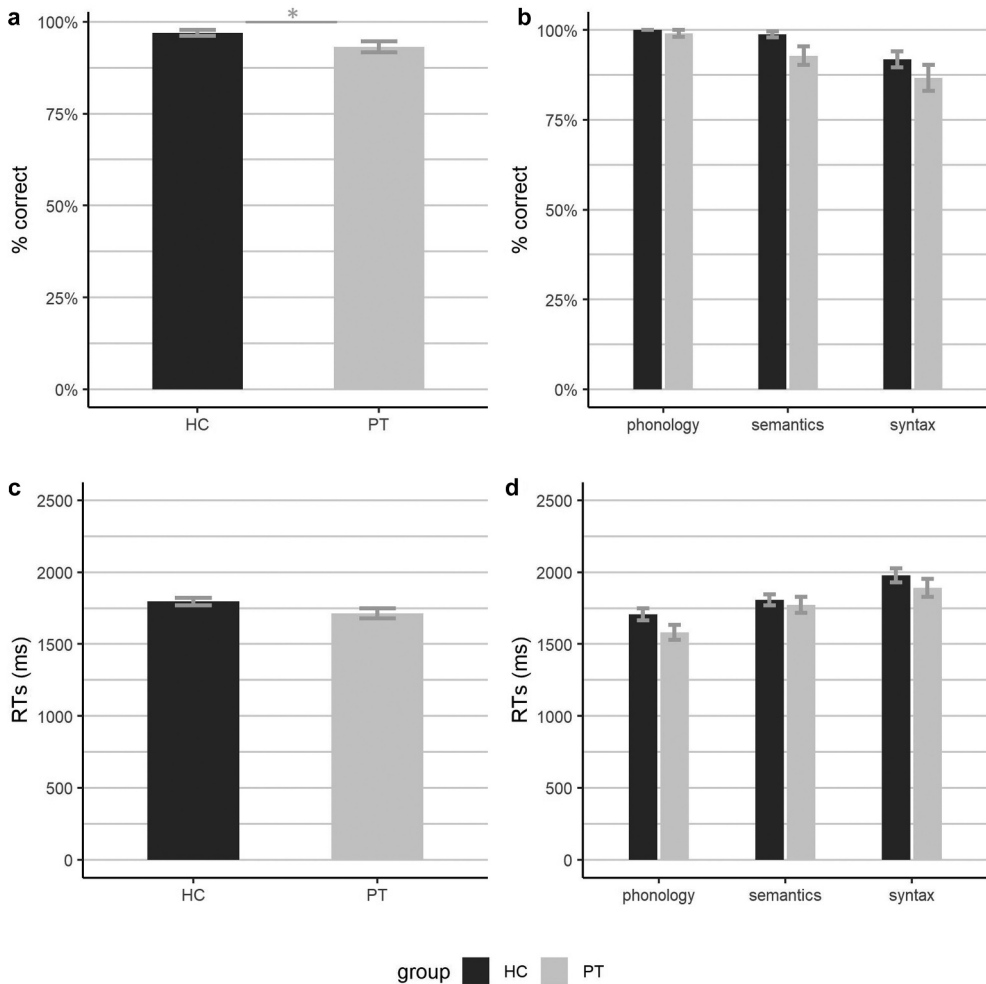 a
*
100%
75%
50%
25%
0%
% correct
HC PT
b
100%
75%
50%
25%
0%
% correct
phonology semantics syntax
c
2500
2000
1500
1000
500
0
RTs (ms)
HC PT
d
2500
2000
1500
1000
500
0
RTs (ms)
phonology semantics syntax
group HC PT